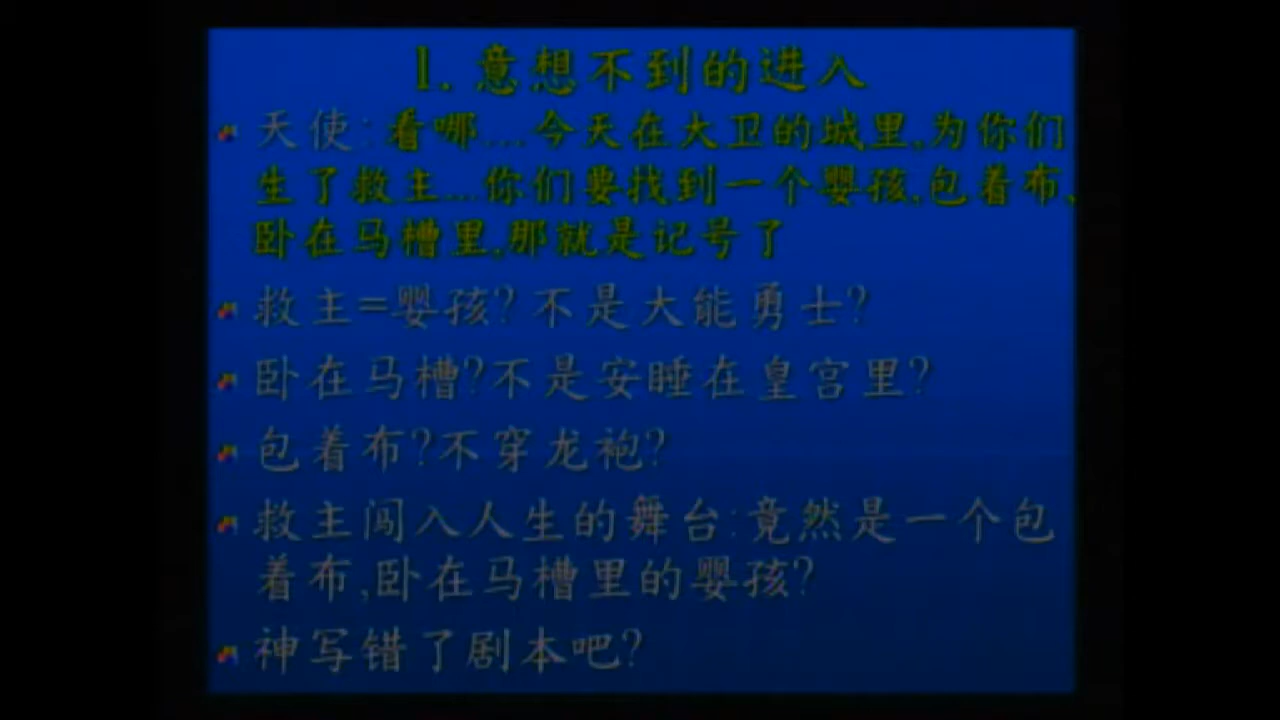 1. 意想不到的进入
天使:看哪....今天在大卫的城里,为你们
生了救主....你们要找到一个婴孩,包着布,
卧在马槽里,那就是记号了
救主=婴孩?不是大能勇士?
卧在马槽?不是安睡在皇宫里?
包着布?不穿龙袍?
救主闯入人生的舞台:竟然是一个包
着布,卧在马槽里的婴孩?
神写错了剧本吧?